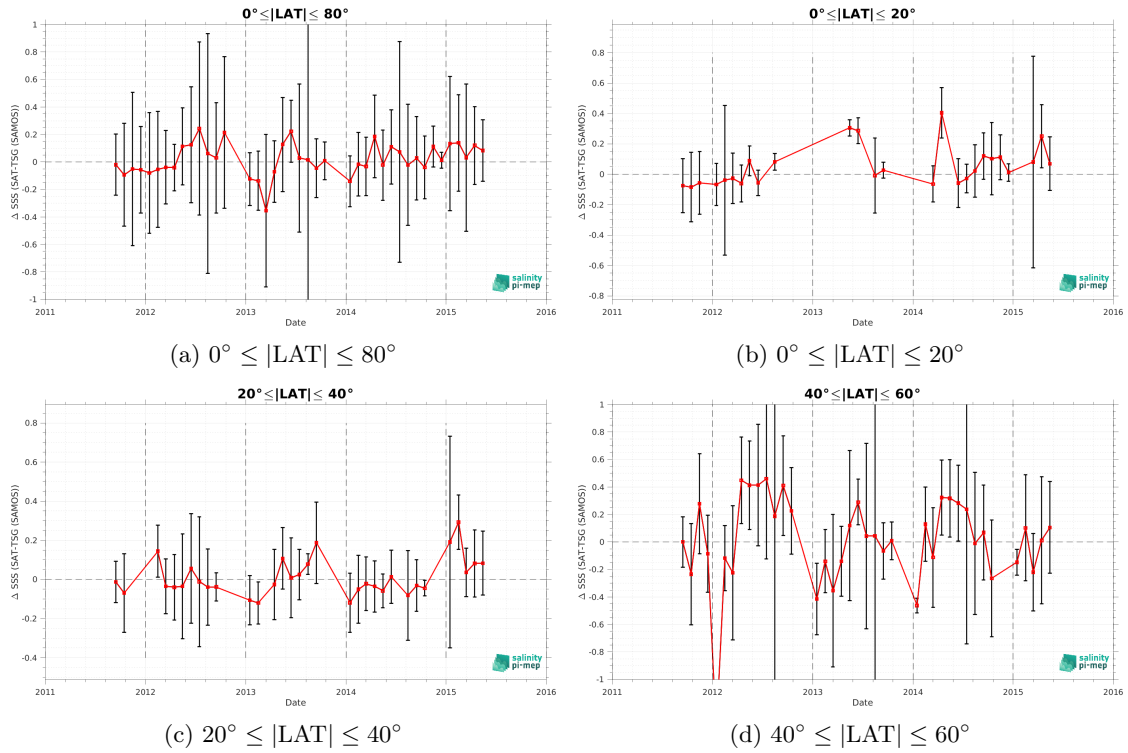 0°≤|LAT|≤ 80°
Δ SSS (SAT-TSG (SAMOS))
1
0.8
0.6
0.4
0.2
0
-0.2
-0.4
-0.6
-0.8
-1
2011 2012 2013 2014 2015 2016
Date
salinity
pi-mep
(a) 0° ≤ |LAT| ≤ 80°
0°≤|LAT|≤ 20°
Δ SSS (SAT-TSG (SAMOS))
0.8
0.6
0.4
0.2
0
-0.2
-0.4
-0.6
-0.8
2011 2012 2013 2014 2015 2016
Date
salinity
pi-mep
(b) 0° ≤ |LAT| ≤ 20°
20°≤|LAT|≤ 40°
Δ SSS (SAT-TSG (SAMOS))
0.8
0.6
0.4
0.2
0
-0.2
-0.4
2011 2012 2013 2014 2015 2016
Date
salinity
pi-mep
(c) 20° ≤ |LAT| ≤ 40°
40°≤|LAT|≤ 60°
Δ SSS (SAT-TSG (SAMOS))
1
0.8
0.6
0.4
0.2
0
-0.2
-0.4
-0.6
-0.8
-1
2011 2012 2013 2014 2015 2016
Date
salinity
pi-mep
(d) 40° ≤ |LAT| ≤ 60°